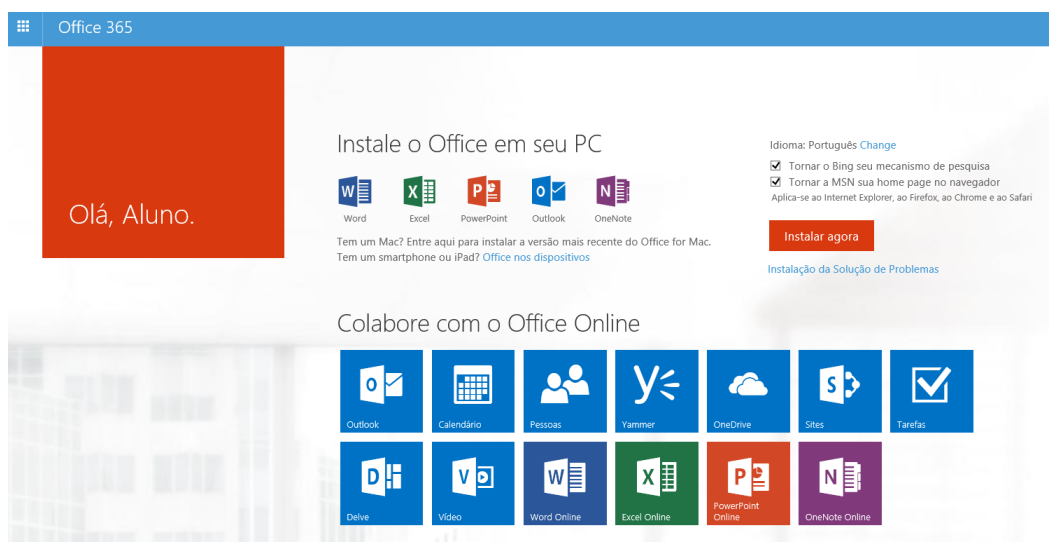 Office 365
Olá, Aluno.
Instale o Office em seu PC
Word Excel PowerPoint Outlook OneNote
Tem um Mac? Entre aqui para instalar a versão mais recente do Office for Mac.
Tem um smartphone ou iPad? Office nos dispositivos
Idioma: Português Change
Tornar o Bing seu mecanismo de pesquisa
Tornar a MSN sua home page no navegador
Aplica-se ao Internet Explorer, ao Firefox, ao Chrome e ao Safari
Instalar agora
Instalação da Solução de Problemas
Colabore com o Office Online
Outlook Calendário Pessoas Yammer OneDrive Sites Tarefas
Delve Vídeo Word Online Excel Online PowerPoint Online OneNote Online